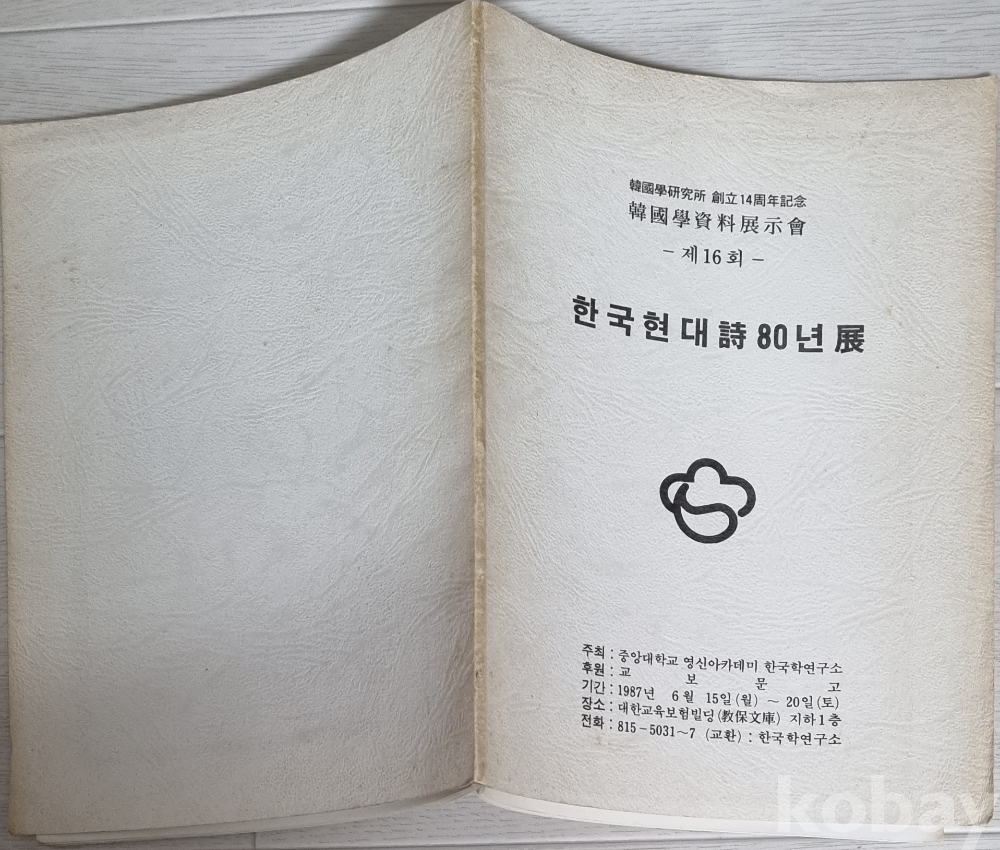 韓國學研究所 創立14周年記念
韓國學資料展示會
– 제16회 –
한국현대詩80년展
주최 : 중앙대학교 영신아카데미 한국학연구소
후원 : 교 보 문 고
기간 : 1987년 6월 15일(월) ~ 20일(토)
장소 : 대한교육보험빌딩(教保文庫) 지하1층
전화 : 815-5031~7 (교환) : 한국학연구소
kobay